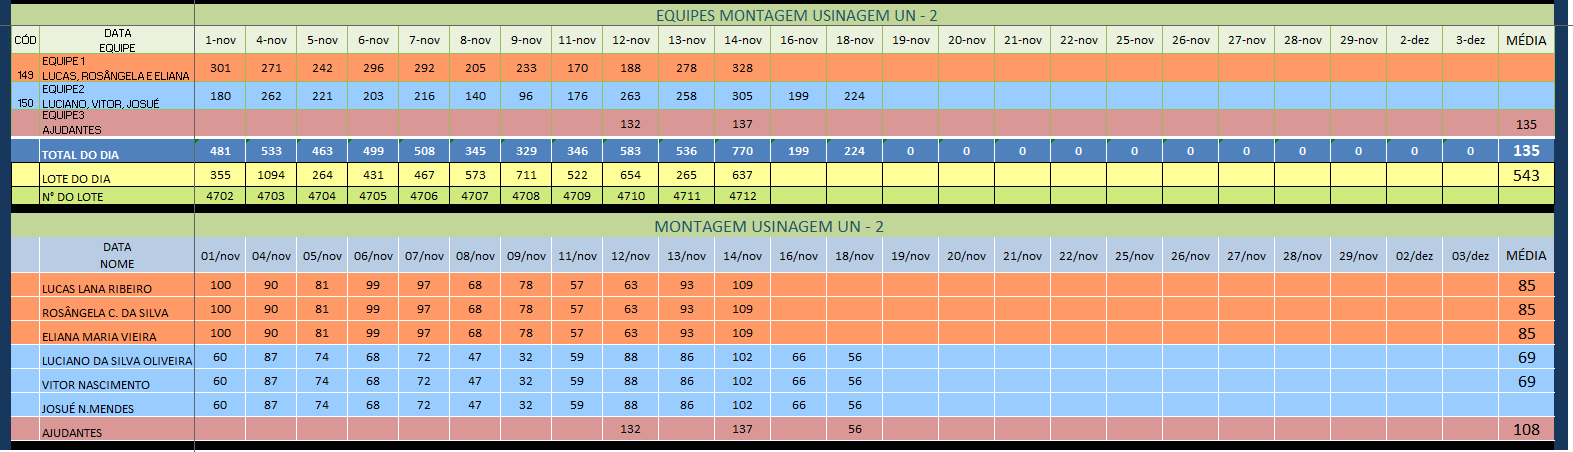 EQUIPES MONTAGEM USINAGEM UN - 2
CÓD DATA EQUIPE 1-nov 4-nov 5-nov 6-nov 7-nov 8-nov 9-nov 11-nov 12-nov 13-nov 14-nov 16-nov 18-nov 19-nov 20-nov 21-nov 22-nov 25-nov 26-nov 27-nov 28-nov 29-nov 2-dez 3-dez MÉDIA
149 EQUIPE 1 LUCAS, ROSÂNGELA E ELIANA 301 271 242 296 292 205 233 170 188 278 328
150 EQUIPE2 LUCIANO, VITOR, JOSUÉ 180 262 221 203 216 140 96 176 263 258 305 199 224
EQUIPE3 AJUDANTES 132 137 135
TOTAL DO DIA 481 533 463 499 508 345 329 346 583 536 770 199 224 0 0 0 0 0 0 0 0 0 0 0 135
LOTE DO DIA 355 1094 264 431 467 573 711 522 654 265 637 543
N° DO LOTE 4702 4703 4704 4705 4706 4707 4708 4709 4710 4711 4712
MONTAGEM USINAGEM UN - 2
DATA NOME 01/nov 04/nov 05/nov 06/nov 07/nov 08/nov 09/nov 11/nov 12/nov 13/nov 14/nov 16/nov 18/nov 19/nov 20/nov 21/nov 22/nov 25/nov 26/nov 27/nov 28/nov 29/nov 02/dez 03/dez MÉDIA
LUCAS LANA RIBEIRO 100 90 81 99 97 68 78 57 63 93 109 85
ROSÂNGELA C. DA SILVA 100 90 81 99 97 68 78 57 63 93 109 85
ELIANA MARIA VIEIRA 100 90 81 99 97 68 78 57 63 93 109 85
LUCIANO DA SILVA OLIVEIRA 60 87 74 68 72 47 32 59 88 86 102 66 56 69
VITOR NASCIMENTO 60 87 74 68 72 47 32 59 88 86 102 66 56 69
JOSUÉ N.MENDES 60 87 74 68 72 47 32 59 88 86 102 66 56
AJUDANTES 132 137 56 108